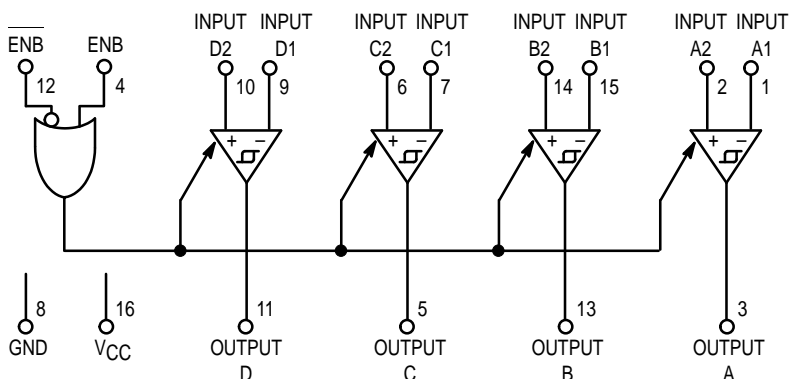 INPUT INPUT INPUT INPUT INPUT INPUT INPUT INPUT
ENB ENB D2 D1 C2 C1 B2 B1 A2 A1
12 4 10 9 6 7 14 15 2 1
+ − + − + − + −
8 16 11 5 13 3
GND VCC OUTPUT OUTPUT OUTPUT OUTPUT
D C B A